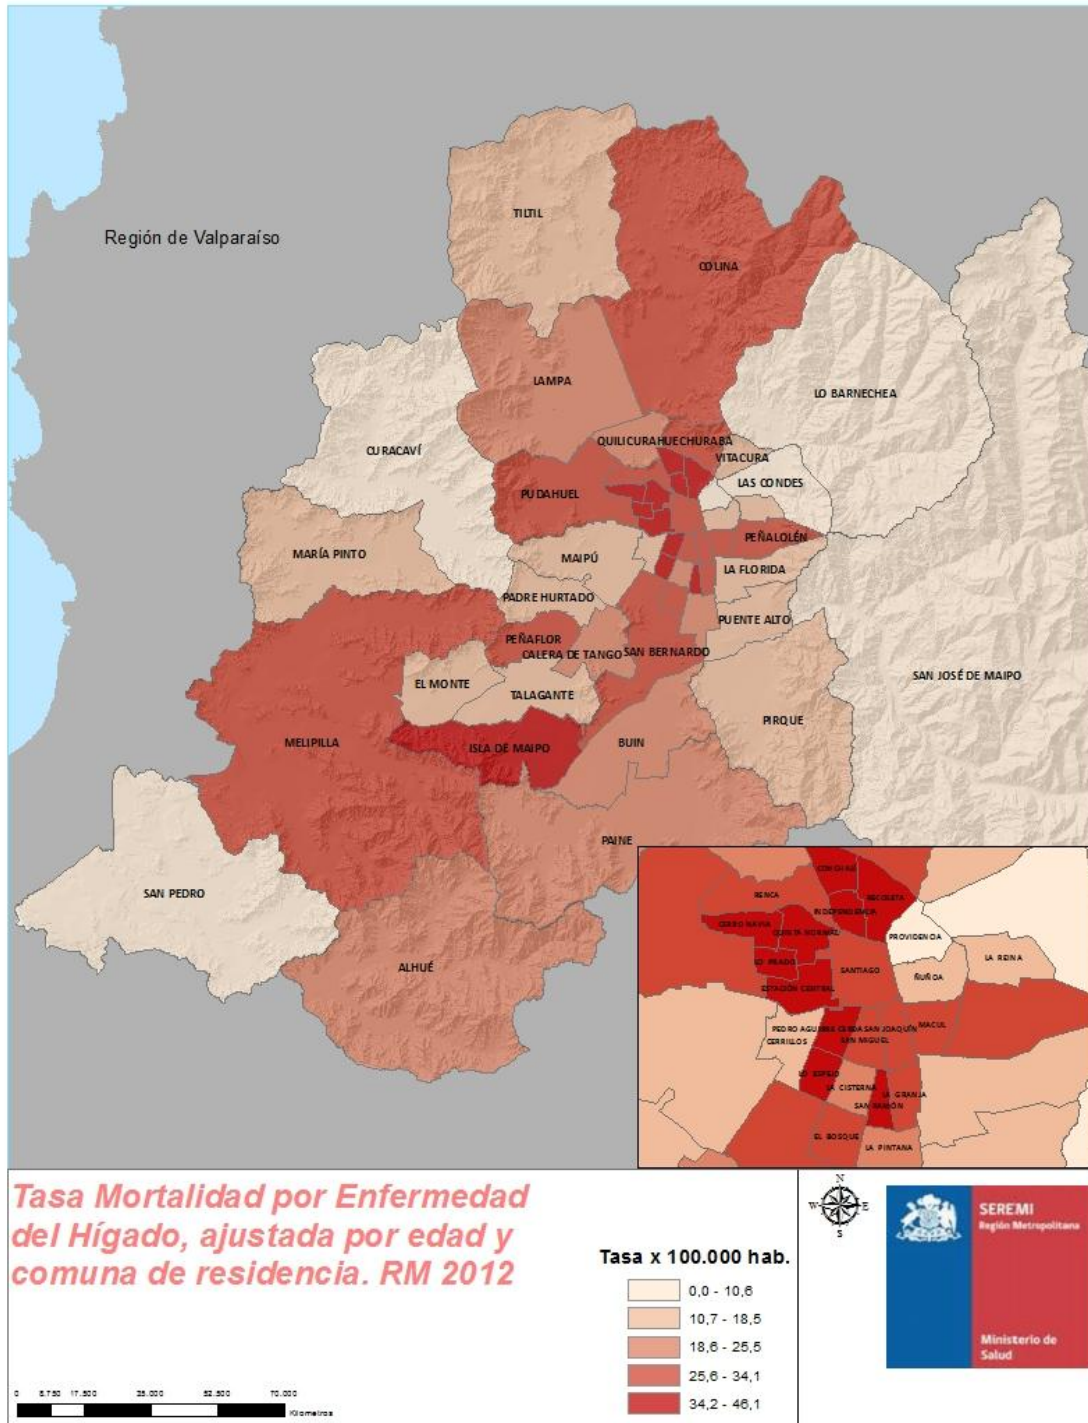 Región de Valparaíso
TILTIL
COLINA
LAMPA
LO BARNECHEA
CURACAVÍ
QUILICURA
HUECHURABA
VITACURA
LAS CONDES
PUDAHUEL
PEÑALOLÉN
MARÍA PINTO
MAIPÚ
LA FLORIDA
PADRE HURTADO
PUENTE ALTO
PEÑAFLOR
CALERA DE TANGO
SAN BERNARDO
SAN JOSÉ DE MAIPO
EL MONTE
TALAGANTE
PIRQUE
MELIPILLA
ISLA DE MAIPO
BUIN
PAINE
SAN PEDRO
ALHUÉ
CONCHALÍ
RENCA
RECOLETA
INDEPENDENCIA
CERRO NAVIA
QUINTA NORMAL
PROVIDENCIA
LA REINA
LO PRADO
SANTIAGO
ÑUÑOA
ESTACIÓN CENTRAL
PEDRO AGUIRRE CERDA
SAN JOAQUÍN
MACUL
CERRILLOS
SAN MIGUEL
LO ESPEJO
LA CISTERNA
LA GRANJA
SAN RAMÓN
EL BOSQUE
LA PINTANA
Tasa Mortalidad por Enfermedad
del Hígado, ajustada por edad y
comuna de residencia. RM 2012
Tasa x 100.000 hab.
0,0 - 10,6
10,7 - 18,5
18,6 - 25,5
25,6 - 34,1
34,2 - 46,1
N
W E
S
SEREMI
Región Metropolitana
Ministerio de
Salud
0 8.750 17.500 35.000 52.500 70.000
Kilometros